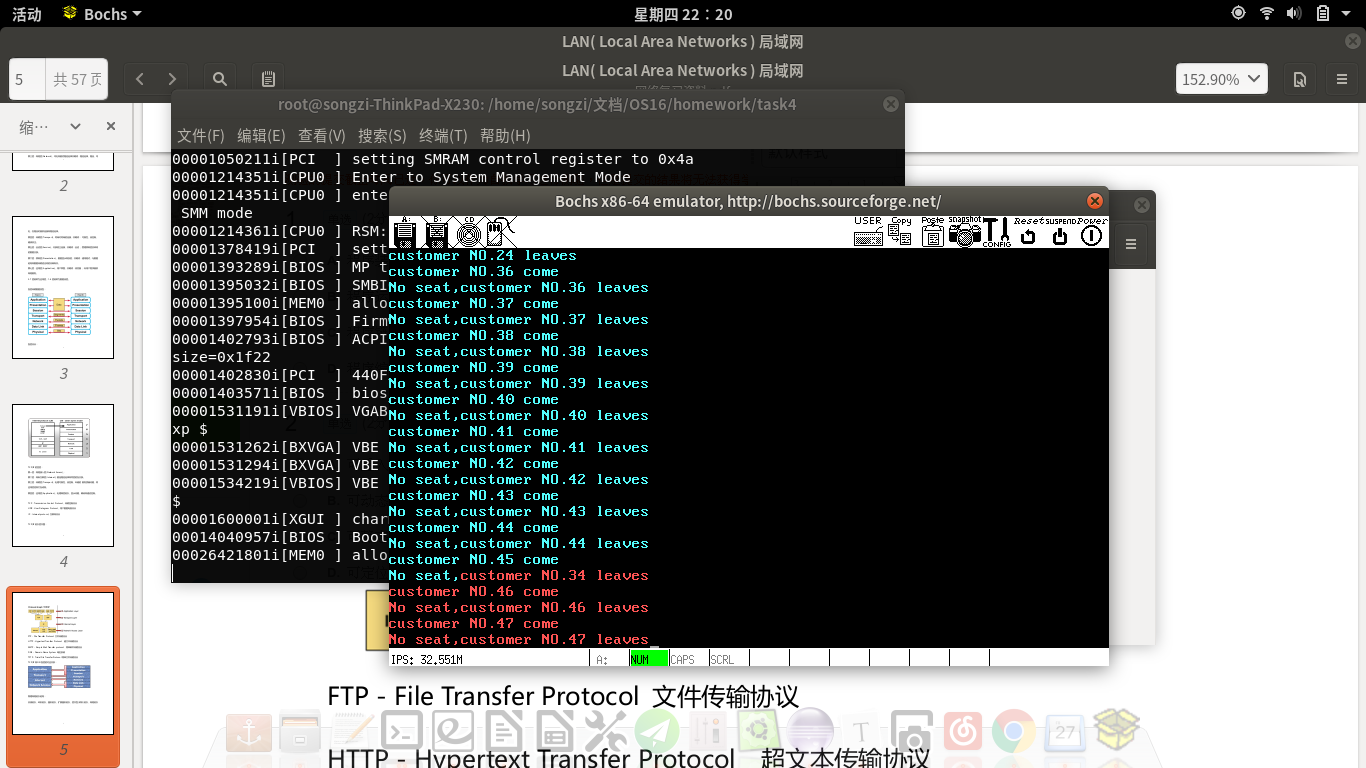 活动 Bochs 星期四 22：20
LAN( Local Area Networks ) 局域网
LAN( Local Area Networks ) 局域网
5 共 57 页 152.90%
缩…
2
3
4
5
root@songzi-ThinkPad-X230: /home/songzi/文档/OS16/homework/task4
文件(F) 编辑(E) 查看(V) 搜索(S) 终端(T) 帮助(H)
00001050211i[PCI  ] setting SMRAM control register to 0x4a
00001214351i[CPU0 ] Enter to System Management Mode
00001214351i[CPU0 ] ente
SMM mode
00001214361i[CPU0 ] RSM:
00001378419i[PCI  ] sett
00001393289i[BIOS ] MP t
00001395032i[BIOS ] SMBI
00001395100i[MEM0 ] allo
00001397954i[BIOS ] Firm
00001402793i[BIOS ] ACPI
size=0x1f22
00001402830i[PCI  ] 440F
00001403571i[BIOS ] bios
00001531191i[VBIOS] VGAB
xp $
00001531262i[BXVGA] VBE
00001531294i[BXVGA] VBE
00001534219i[VBIOS] VBE
$
00001600001i[XGUI ] char
00014040957i[BIOS ] Boot
00026421801i[MEM0 ] allo
Bochs x86-64 emulator, http://bochs.sourceforge.net/
A: B: CD USER Copy Paste snapshot CONFIG Reset SUSPEND Power
customer NO.24 leaves
customer NO.36 come
No seat,customer NO.36 leaves
customer NO.37 come
No seat,customer NO.37 leaves
customer NO.38 come
No seat,customer NO.38 leaves
customer NO.39 come
No seat,customer NO.39 leaves
customer NO.40 come
No seat,customer NO.40 leaves
customer NO.41 come
No seat,customer NO.41 leaves
customer NO.42 come
No seat,customer NO.42 leaves
customer NO.43 come
No seat,customer NO.43 leaves
customer NO.44 come
No seat,customer NO.44 leaves
customer NO.45 come
No seat,customer NO.34 leaves
customer NO.46 come
No seat,customer NO.46 leaves
customer NO.47 come
No seat,customer NO.47 leaves
IPS: 32.551M A: NUM CAPS SCRL
FTP - File Transfer Protocol 文件传输协议
27
HTTP - Hypertext Transfer Protocol 超文本传输协议